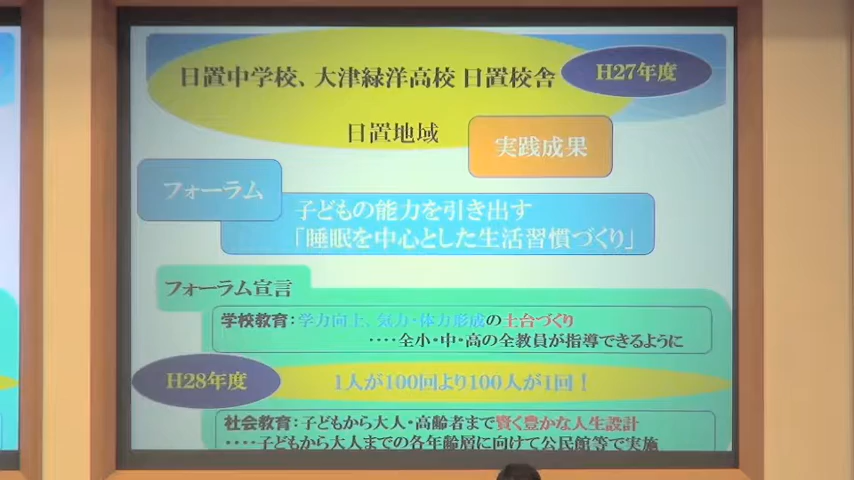 日置中学校、大津緑洋高校 日置校舎
H27年度
日置地域
実践成果
フォーラム
子どもの能力を引き出す
「睡眠を中心とした生活習慣づくり」
フォーラム宣言
学校教育：学力向上、気力・体力形成の土台づくり
‥‥全小・中・高の全教員が指導できるように
H28年度
1人が100回より100人が1回！
社会教育：子どもから大人・高齢者まで賢く豊かな人生設計
‥‥子どもから大人までの各年齢層に向けて公民館等で実施